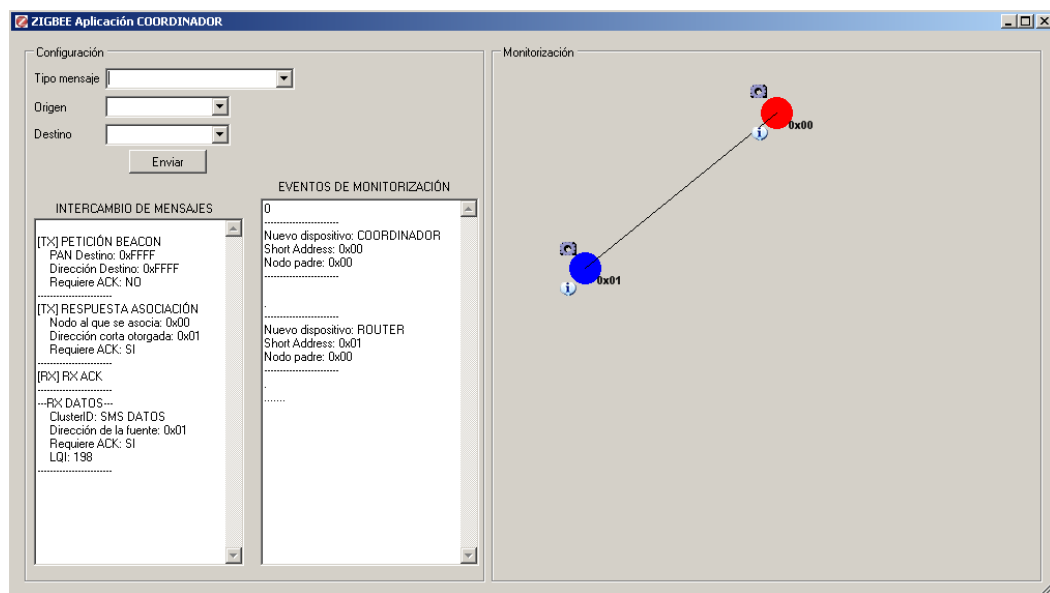 ZIGBEE Aplicación COORDINADOR
Configuración
Tipo mensaje
Origen
Destino
Enviar
INTERCAMBIO DE MENSAJES
[TX] PETICIÓN BEACON
PAN Destino: 0xFFFF
Dirección Destino: 0xFFFF
Requiere ACK: NO
------------------------
[TX] RESPUESTA ASOCIACIÓN
Nodo al que se asocia: 0x00
Dirección corta otorgada: 0x01
Requiere ACK: SI
------------------------
[RX] RX ACK
------------------------
---RX DATOS---
ClusterID: SMS DATOS
Dirección de la fuente: 0x01
Requiere ACK: SI
LQI: 198
------------------------
EVENTOS DE MONITORIZACIÓN
0
------------------------
Nuevo dispositivo: COORDINADOR
Short Address: 0x00
Nodo padre: 0x00
------------------------
.
------------------------
Nuevo dispositivo: ROUTER
Short Address: 0x01
Nodo padre: 0x00
------------------------
.
.......
Monitorización
0x00
0x01